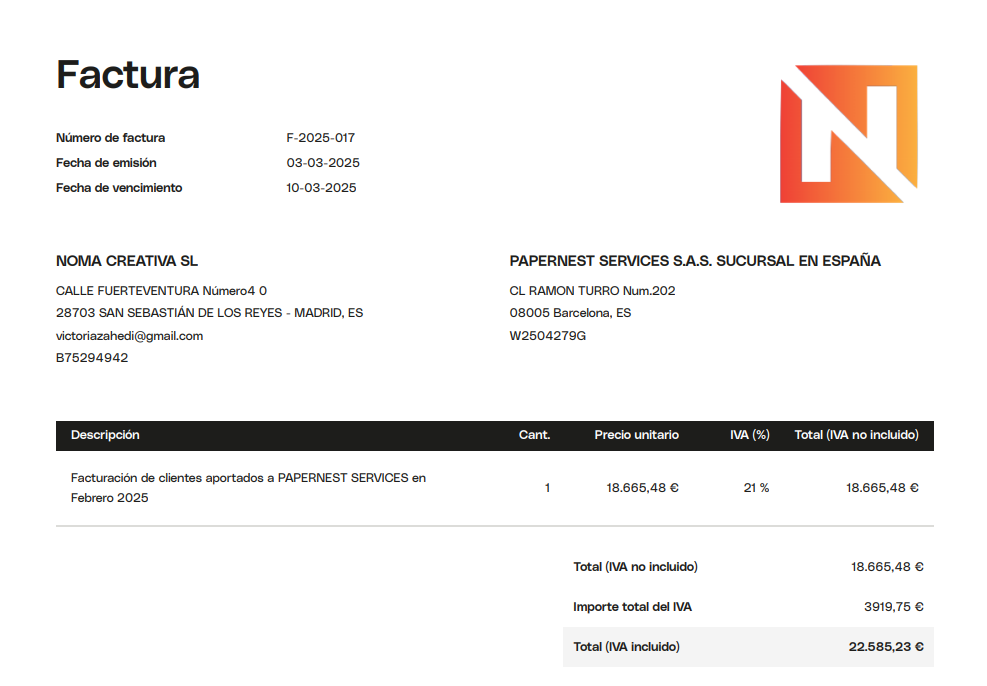 Factura
Número de factura F-2025-017
Fecha de emisión 03-03-2025
Fecha de vencimiento 10-03-2025
NOMA CREATIVA SL
CALLE FUERTEVENTURA Número4 0
28703 SAN SEBASTIÁN DE LOS REYES - MADRID, ES
victoriazahedi@gmail.com
B75294942
PAPERNEST SERVICES S.A.S. SUCURSAL EN ESPAÑA
CL RAMON TURRO Num.202
08005 Barcelona, ES
W2504279G
Descripción Cant. Precio unitario IVA (%) Total (IVA no incluido)
Facturación de clientes aportados a PAPERNEST SERVICES en
Febrero 2025
1 18.665,48 € 21 % 18.665,48 €
Total (IVA no incluido) 18.665,48 €
Importe total del IVA 3919,75 €
Total (IVA incluido) 22.585,23 €